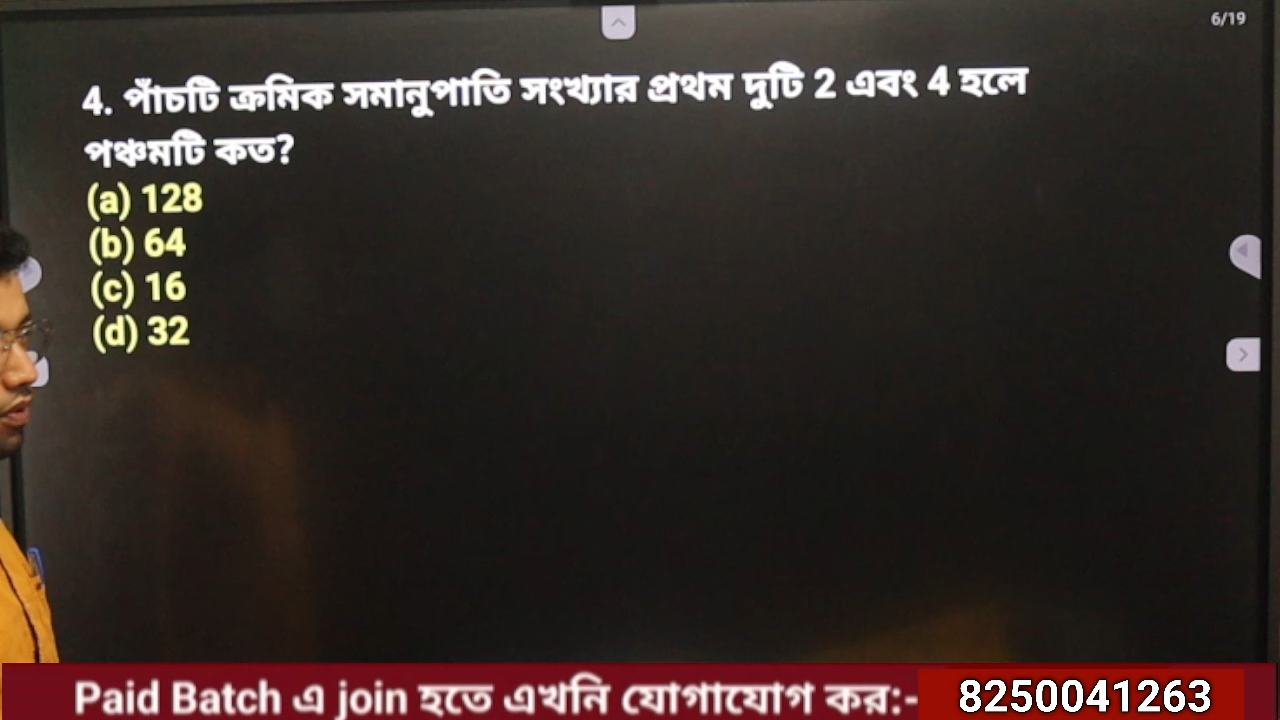 6/19
4. পাঁচটি ক্রমিক সমানুপাতি সংখ্যার প্রথম দুটি 2 এবং 4 হলে
পঞ্চমটি কত?
(a) 128
(b) 64
(c) 16
(d) 32
Paid Batch এ join হতে এখনি যোগাযোগ কর:- 8250041263